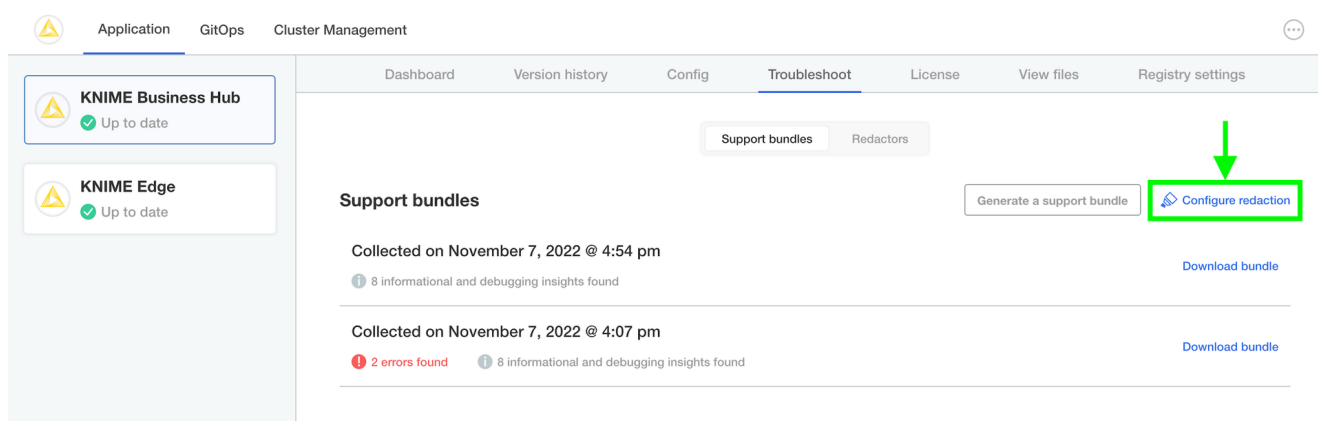 Application GitOps Cluster Management
Dashboard Version history Config Troubleshoot License View files Registry settings
KNIME Business Hub
Up to date
KNIME Edge
Up to date
Support bundles Redactors
Support bundles
Generate a support bundle
Configure redaction
Collected on November 7, 2022 @ 4:54 pm
8 informational and debugging insights found
Download bundle
Collected on November 7, 2022 @ 4:07 pm
2 errors found 8 informational and debugging insights found
Download bundle